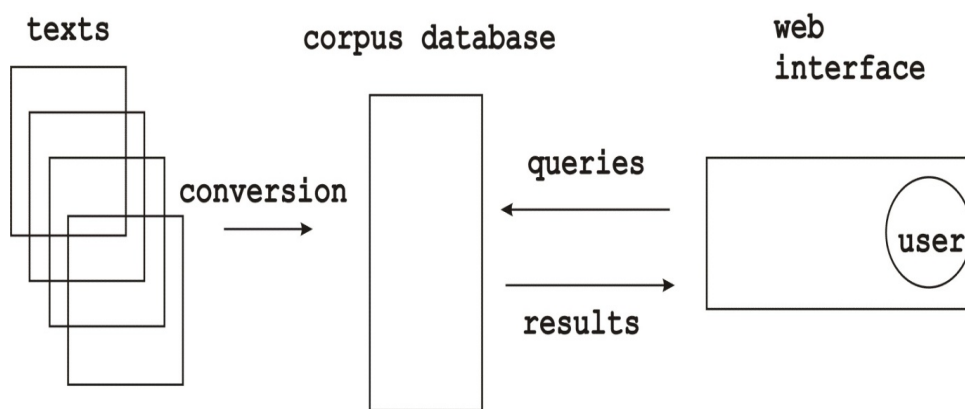 texts
corpus database
web
interface
conversion
queries
results
user